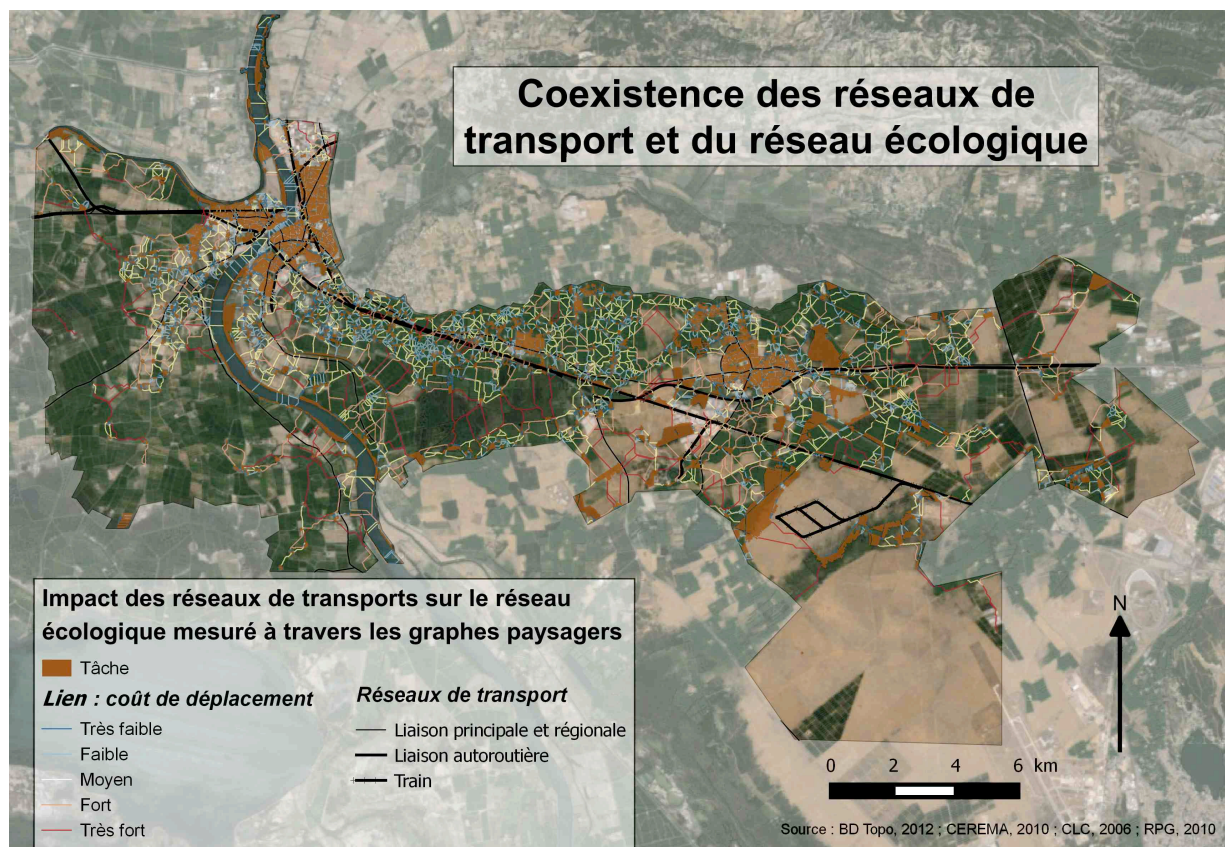 Coexistence des réseaux de
transport et du réseau écologique
Impact des réseaux de transports sur le réseau
écologique mesuré à travers les graphes paysagers
Tâche
Lien : coût de déplacement
Très faible
Faible
Moyen
Fort
Très fort
Réseaux de transport
Liaison principale et régionale
Liaison autoroutière
Train
N
0 2 4 6 km
Source : BD Topo, 2012 ; CEREMA, 2010 ; CLC, 2006 ; RPG, 2010